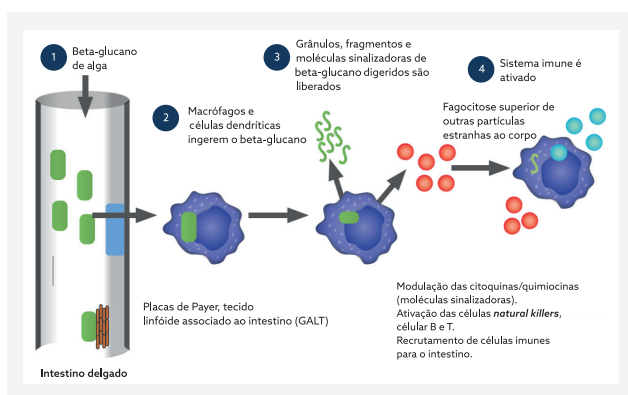 1
Beta-glucano
de alga
2
Macrófagos e
células dendríticas
ingerem o beta-glucano
3
Grânulos, fragmentos e
moléculas sinalizadoras de
beta-glucano digeridos são
liberados
4
Sistema imune é
ativado
Fagocitose superior de
outras partículas
estranhas ao corpo
Placas de Payer, tecido
linfóide associado ao intestino (GALT)
Modulação das citoquinas/quimiocinas
(moléculas sinalizadoras).
Ativação das células natural killers,
célular B e T.
Recrutamento de células imunes
para o intestino.
Intestino delgado